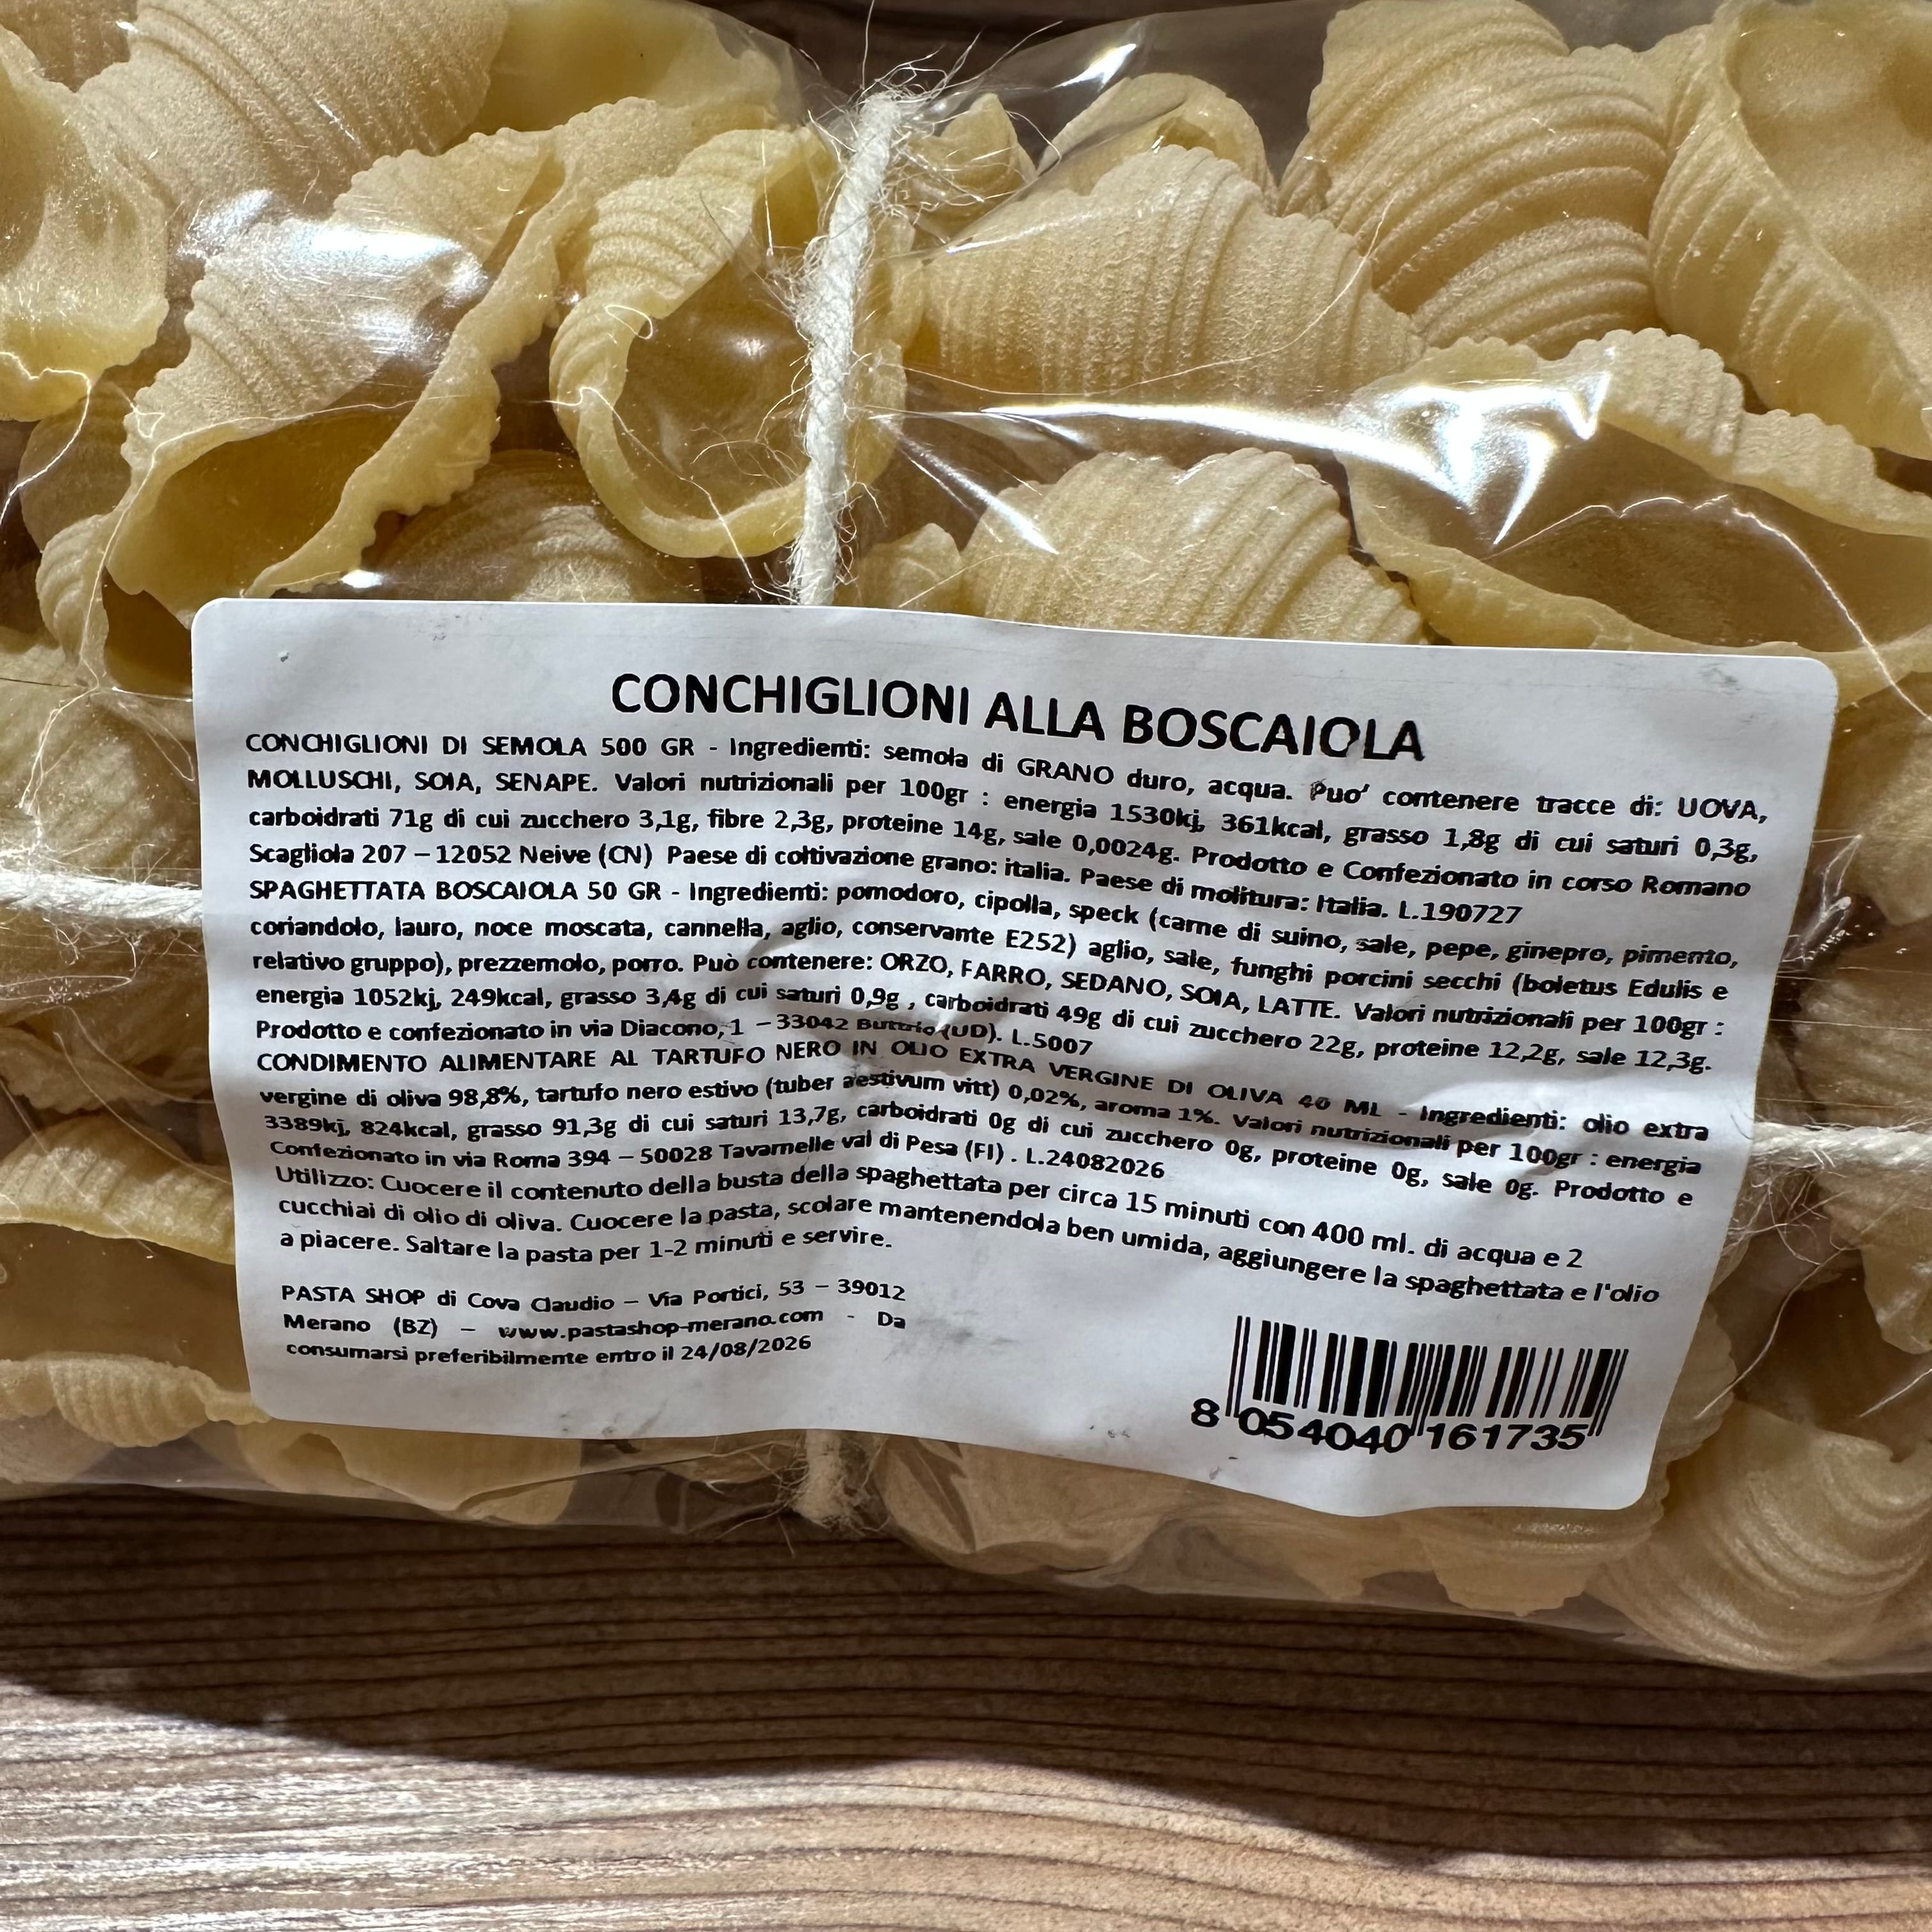 CONCHIGLIONI ALLA BOSCAIOLA
CONCHIGLIONI DI SEMOLA 500 GR - Ingredienti: semola di GRANO duro, acqua. Puo' contenere tracce di: UOVA,
MOLLUSCHI, SOIA, SENAPE. Valori nutrizionali per 100gr : energia 1530kj, 361kcal, grasso 1,8g di cui saturi 0,3g,
carboidrati 71g di cui zucchero 3,1g, fibre 2,3g, proteine 14g, sale 0,0024g. Prodotto e Confezionato in corso Romano
Scagliola 207 – 12052 Neive (CN) Paese di coltivazione grano: italia. Paese di molitura: Italia. L.190727
SPAGHETTATA BOSCAIOLA 50 GR - Ingredienti: pomodoro, cipolla, speck (carne di suino, sale, pepe, ginepro, pimento,
coriandolo, lauro, noce moscata, cannella, aglio, conservante E252) aglio, sale, funghi porcini secchi (boletus Edulis e
relativo gruppo), prezzemolo, porro. Può contenere: ORZO, FARRO, SEDANO, SOIA, LATTE. Valori nutrizionali per 100gr :
energia 1052kj, 249kcal, grasso 3,4g di cui saturi 0,9g , carboidrati 49g di cui zucchero 22g, proteine 12,2g, sale 12,3g.
Prodotto e confezionato in via Diacono, 1 – 33042 Buttrio (UD). L.5007
CONDIMENTO ALIMENTARE AL TARTUFO NERO IN OLIO EXTRA VERGINE DI OLIVA 40 ML - Ingredienti: olio extra
vergine di oliva 98,8%, tartufo nero estivo (tuber aestivum vitt) 0,02%, aroma 1%. Valori nutrizionali per 100gr : energia
3389kj, 824kcal, grasso 91,3g di cui saturi 13,7g, carboidrati 0g di cui zucchero 0g, proteine 0g, sale 0g. Prodotto e
Confezionato in via Roma 394 – 50028 Tavarnelle val di Pesa (FI) . L.24082026
Utilizzo: Cuocere il contenuto della busta della spaghettata per circa 15 minuti con 400 ml. di acqua e 2
cucchiai di olio di oliva. Cuocere la pasta, scolare mantenendola ben umida, aggiungere la spaghettata e l'olio
a piacere. Saltare la pasta per 1-2 minuti e servire.
PASTA SHOP di Cova Claudio – Via Portici, 53 – 39012
Merano (BZ) – www.pastashop-merano.com - Da
consumarsi preferibilmente entro il 24/08/2026
8 054040 161735